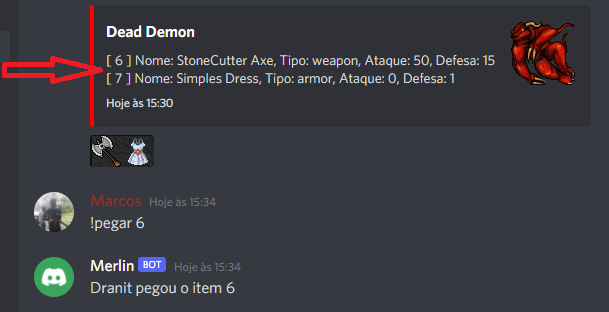 Dead Demon
[ 6 ] Nome: StoneCutter Axe, Tipo: weapon, Ataque: 50, Defesa: 15
[ 7 ] Nome: Simples Dress, Tipo: armor, Ataque: 0, Defesa: 1
Hoje às 15:30
Marcos Hoje às 15:34
!pegar 6
Merlin BOT Hoje às 15:34
Dranit pegou o item 6